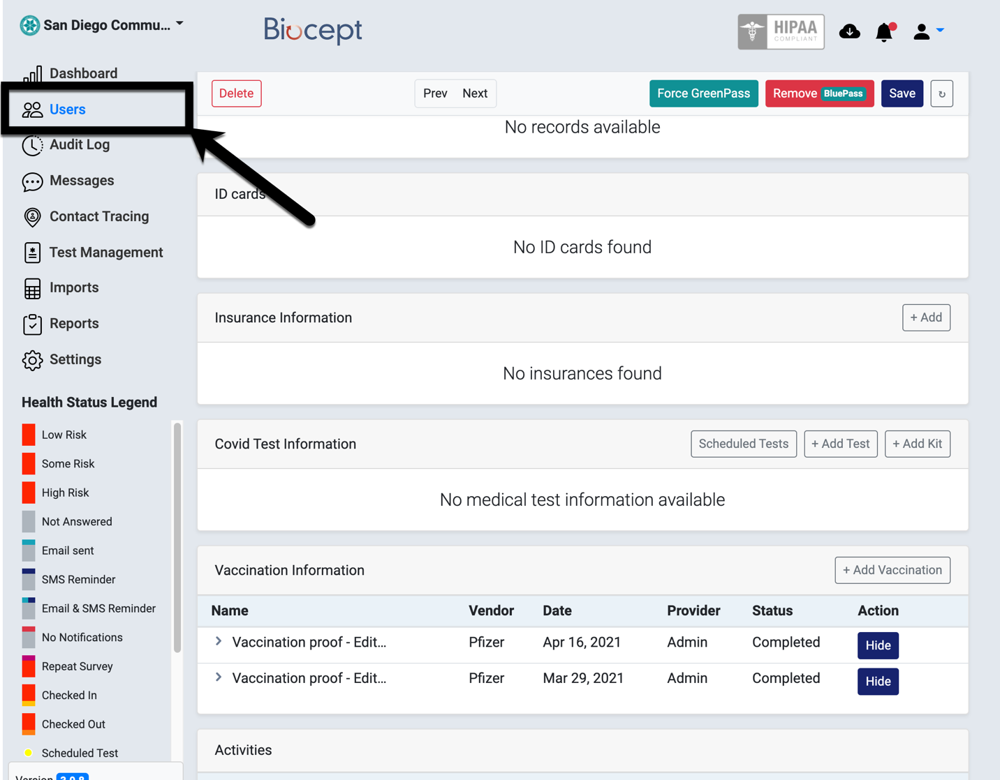 San Diego Commu...
Biocept
HIPAA
COMPLIANT
Dashboard
Users
Audit Log
Messages
Contact Tracing
Test Management
Imports
Reports
Settings
Health Status Legend
Low Risk
Some Risk
High Risk
Not Answered
Email sent
SMS Reminder
Email & SMS Reminder
No Notifications
Repeat Survey
Checked In
Checked Out
Scheduled Test
Version 2.0.8
Delete Prev Next Force GreenPass Remove BluePass Save
No records available
ID cards
No ID cards found
Insurance Information + Add
No insurances found
Covid Test Information Scheduled Tests + Add Test + Add Kit
No medical test information available
Vaccination Information + Add Vaccination
Name Vendor Date Provider Status Action
Vaccination proof - Edit... Pfizer Apr 16, 2021 Admin Completed Hide
Vaccination proof - Edit... Pfizer Mar 29, 2021 Admin Completed Hide
Activities